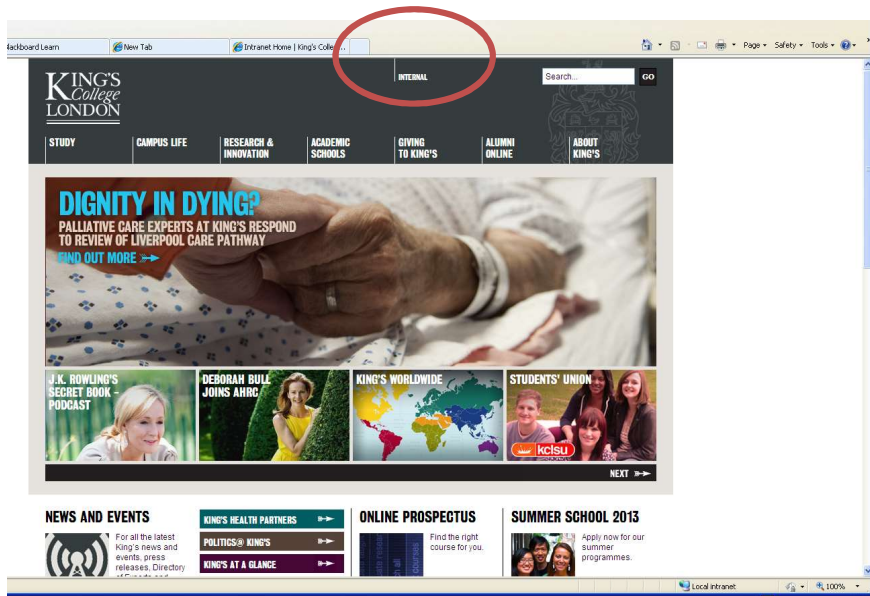 Blackboard Learn
New Tab
Intranet Home | King's Colle...
Page
Safety
Tools
KING'S
College
LONDON
INTERNAL
Search...
GO
STUDY
CAMPUS LIFE
RESEARCH &
INNOVATION
ACADEMIC
SCHOOLS
GIVING
TO KING'S
ALUMNI
ONLINE
ABOUT
KING'S
DIGNITY IN DYING?
PALLIATIVE CARE EXPERTS AT KING'S RESPOND
TO REVIEW OF LIVERPOOL CARE PATHWAY
FIND OUT MORE
J.K. ROWLING'S
SECRET BOOK -
PODCAST
DEBORAH BULL
JOINS AHRC
KING'S WORLDWIDE
STUDENTS' UNION
kclsu
NEXT
NEWS AND EVENTS
For all the latest
King's news and
events, press
releases, Directory
of Experts and
KING'S HEALTH PARTNERS
POLITICS@ KING'S
KING'S AT A GLANCE
ONLINE PROSPECTUS
Find the right
course for you.
courses
SUMMER SCHOOL 2013
Apply now for our
summer
programmes.
Local intranet
100%